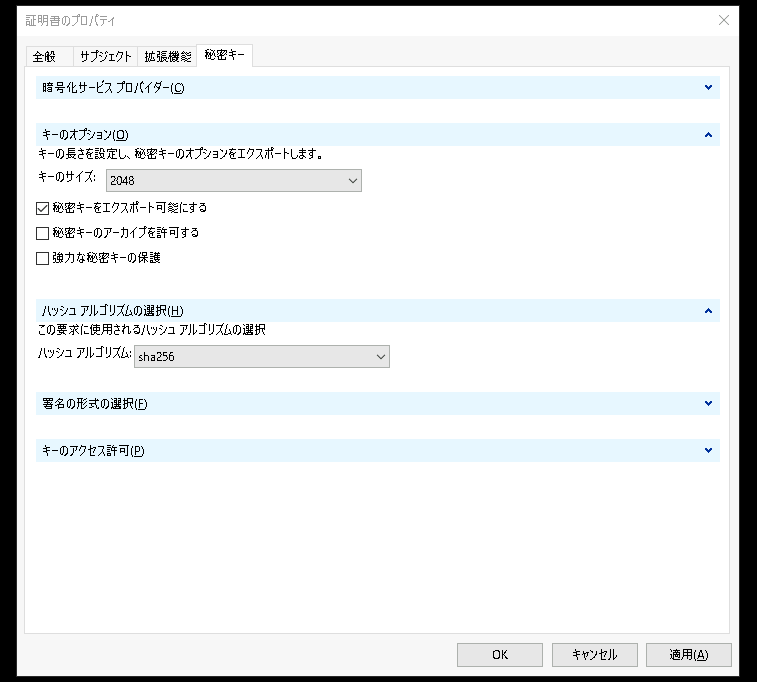 証明書のプロパティ
全般 サブジェクト 拡張機能 秘密キー
暗号化サービス プロバイダー(C)
キーのオプション(O)
キーの長さを設定し、秘密キーのオプションをエクスポートします。
キーのサイズ: 2048
秘密キーをエクスポート可能にする
秘密キーのアーカイブを許可する
強力な秘密キーの保護
ハッシュ アルゴリズムの選択(H)
この要求に使用されるハッシュ アルゴリズムの選択
ハッシュ アルゴリズム: sha256
署名の形式の選択(F)
キーのアクセス許可(P)
OK キャンセル 適用(A)